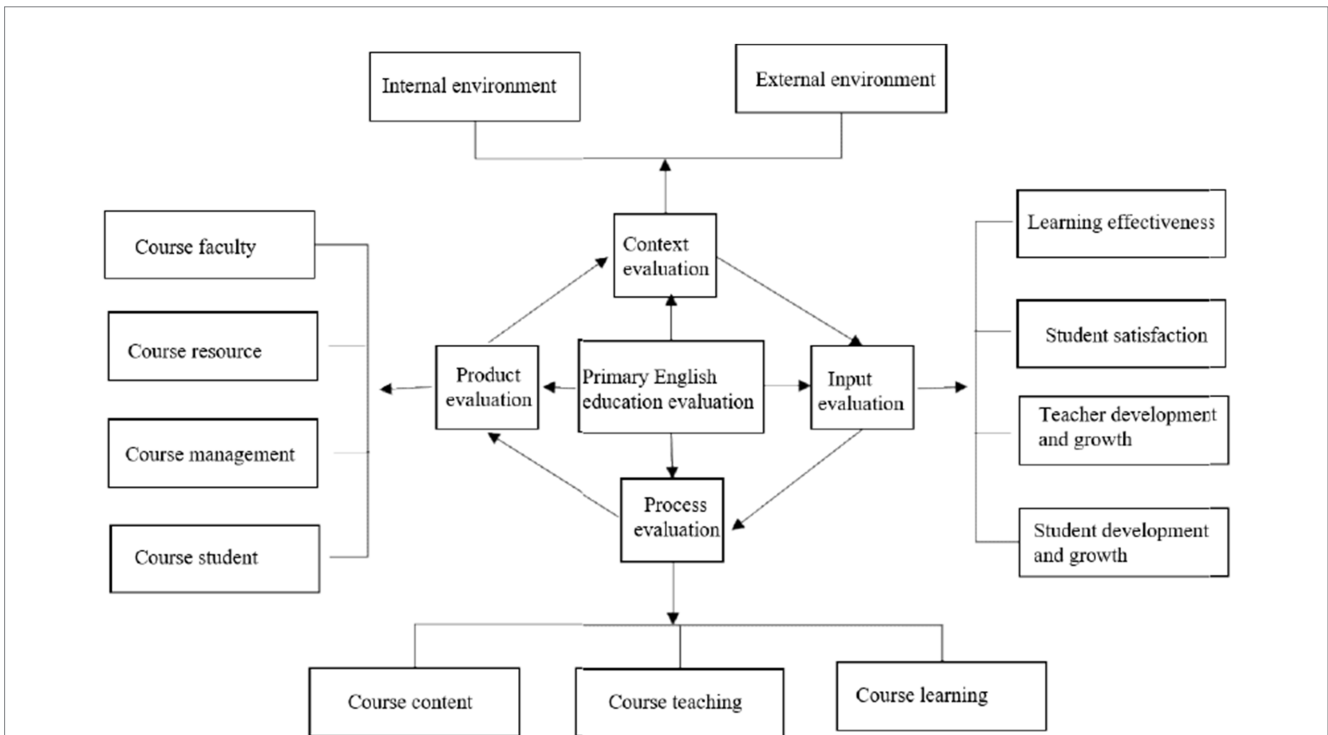 Internal environment
External environment
Course faculty
Context
evaluation
Learning effectiveness
Course resource
Student satisfaction
Product
evaluation
Primary English
education evaluation
Input
evaluation
Course management
Teacher development
and growth
Process
evaluation
Course student
Student development
and growth
Course content
Course teaching
Course learning